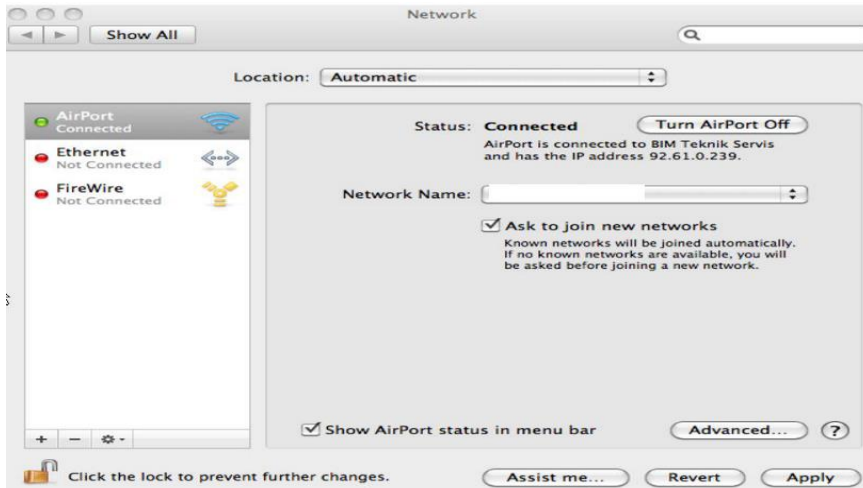 Network
Show All
Location: Automatic
AirPort
Connected
Ethernet
Not Connected
FireWire
Not Connected
Status: Connected
Turn AirPort Off
AirPort is connected to BIM Teknik Servis
and has the IP address 92.61.0.239.
Network Name:
Ask to join new networks
Known networks will be joined automatically.
If no known networks are available, you will
be asked before joining a new network.
Show AirPort status in menu bar
Advanced... ?
+ −
Click the lock to prevent further changes.
Assist me... Revert Apply